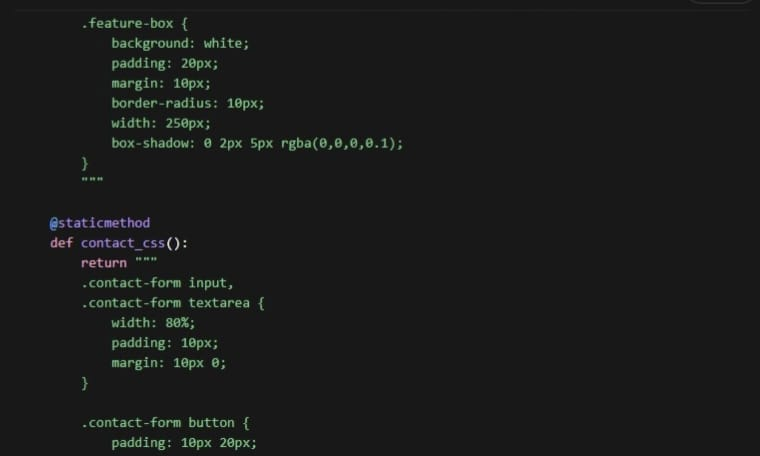 .feature-box {
background: white;
padding: 20px;
margin: 10px;
border-radius: 10px;
width: 250px;
box-shadow: 0 2px 5px rgba(0,0,0,0.1);
}
"""
@staticmethod
def contact_css():
return """
.contact-form input,
.contact-form textarea {
width: 80%;
padding: 10px;
margin: 10px 0;
}
.contact-form button {
padding: 10px 20px;